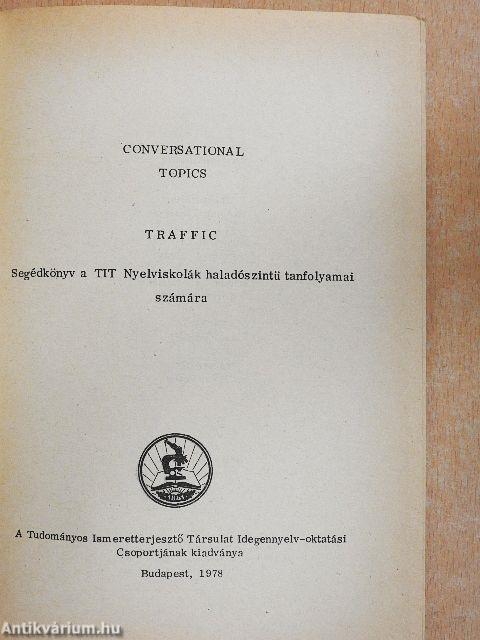 CONVERSATIONAL
TOPICS
TRAFFIC
Segédkönyv a TIT Nyelviskolák haladószintü tanfolyamai
számára
1841
A Tudományos Ismeretterjesztő Társulat Idegennyelv-oktatási
Csoportjának kiadványa
Budapest, 1978
Antikvárium.hu